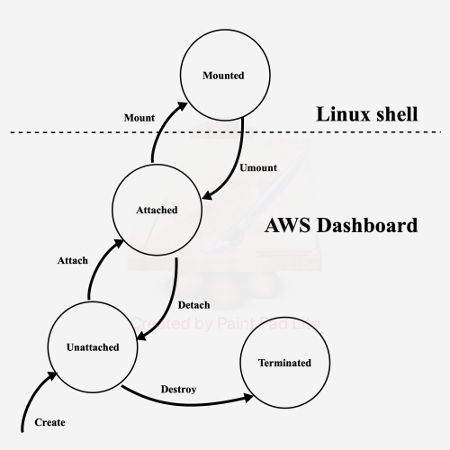 Mounted
Linux shell
Mount
Umount
Attached
AWS Dashboard
Attach
Detach
Created by Paint Pad Lite
Unattached
Terminated
Destroy
Create